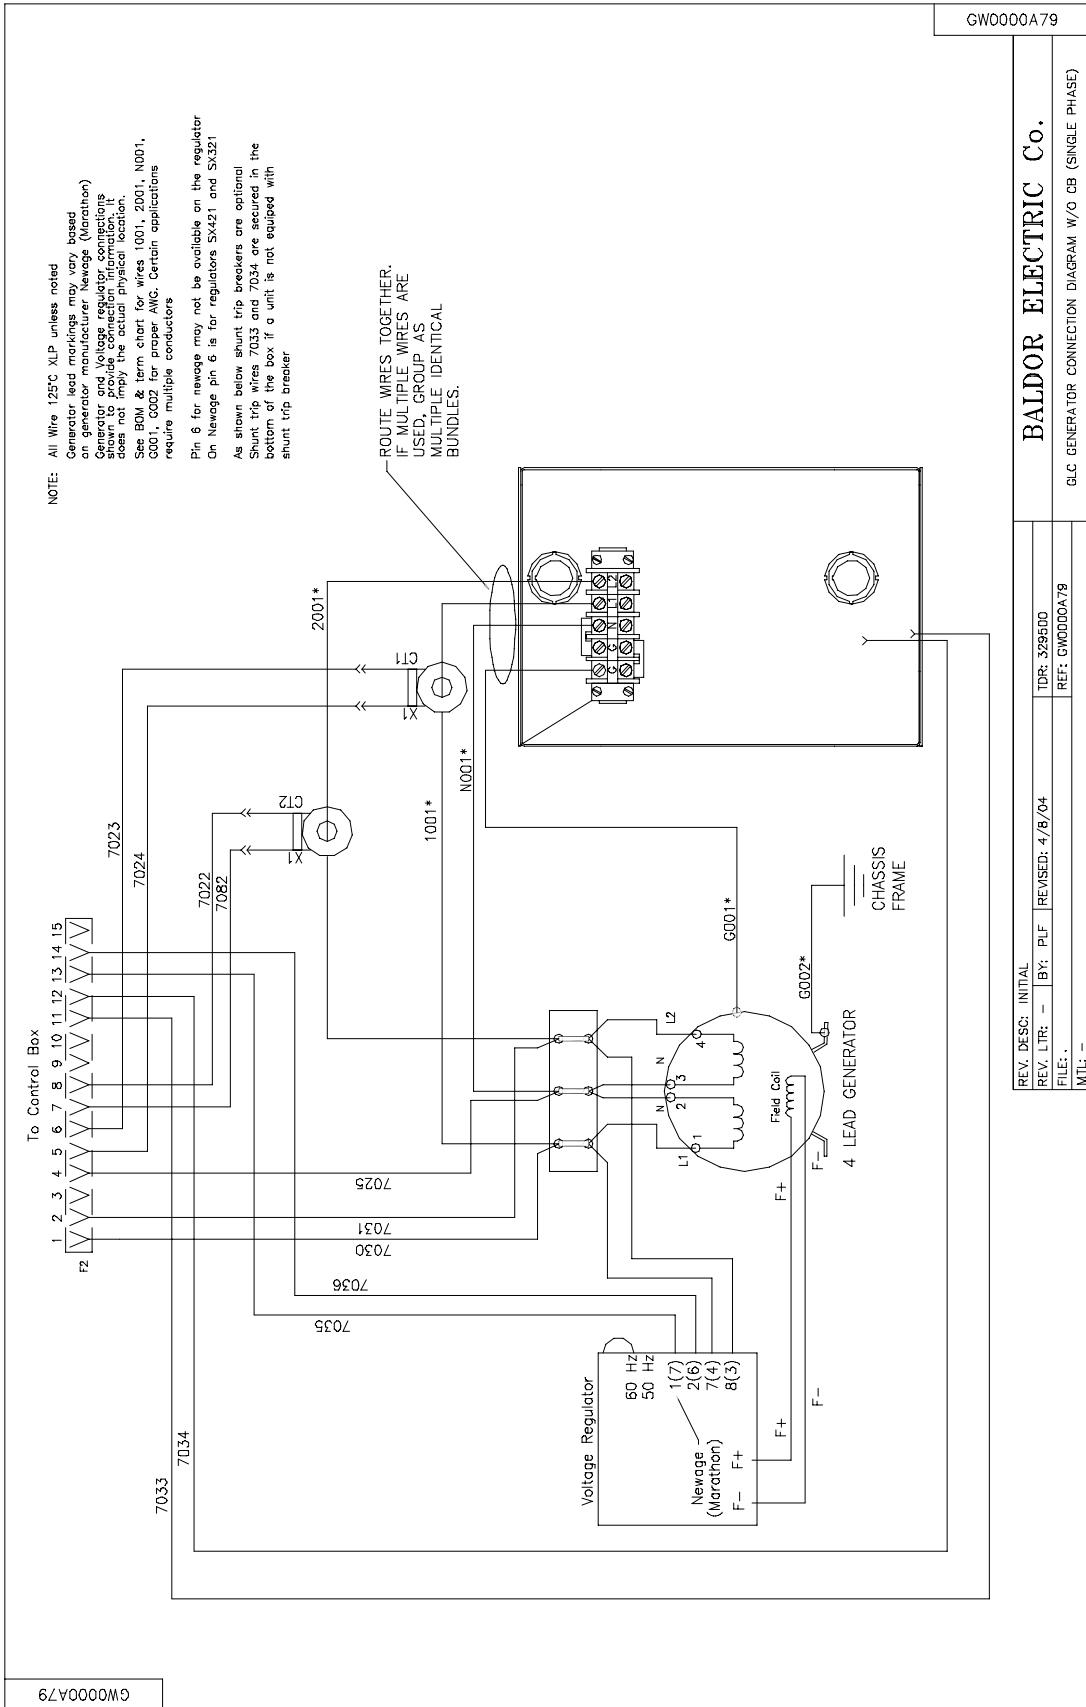 GW0000A79
NOTE: All Wire 125°C XLP unless noted
Generator lead markings may vary based
on generator manufacturer Newage (Marathon)
Generator and Voltage regulator connections
shown to provide connection information. It
does not imply the actual physical location.
See BOM & term chart for wires 1001, 2001, N001,
G001, G002 for proper AWG. Certain applications
require multiple conductors
Pin 6 for newage may not be available on the regulator
On Newage pin 6 is for regulators SX421 and SX321
As shown below shunt trip breakers are optional
Shunt trip wires 7033 and 7034 are secured in the
bottom of the box if a unit is not equiped with
shunt trip breaker
ROUTE WIRES TOGETHER.
IF MULTIPLE WIRES ARE
USED, GROUP AS
MULTIPLE IDENTICAL
BUNDLES.
To Control Box
1 2 3 4 5 6 7 8 9 10 11 12 13 14 15
F2
7023
7024
7022
7082
2001*
CT1
X1
CT2
X1
1001*
N001*
G G N L1 L2
7025
7031
7030
7036
7035
7034
7033
G001*
G002*
CHASSIS
FRAME
L1
N
N
L2
1
2
3
4
Field Coil
4 LEAD GENERATOR
F+
F-
Voltage Regulator
60 Hz
50 Hz
1(7)
2(6)
7(4)
8(3)
Newage
(Marathon)
F- F+
F+
F-
REV. DESC: INITIAL
REV. LTR: - BY: PLF REVISED: 4/8/04 TDR: 329500
FILE: . REF: GW0000A79
MTL: -
BALDOR ELECTRIC Co.
GLC GENERATOR CONNECTION DIAGRAM W/O CB (SINGLE PHASE)
GW0000A79